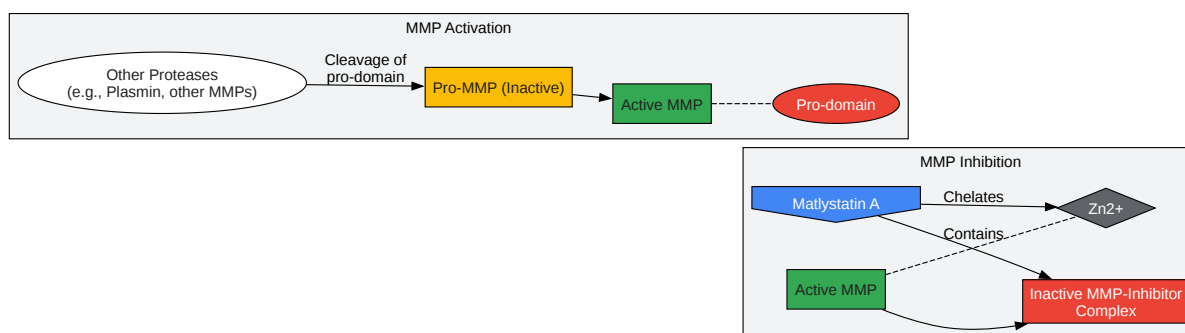 MMP Activation
Other Proteases
(e.g., Plasmin, other MMPs)
Cleavage of
pro-domain
Pro-MMP (Inactive)
Active MMP
Pro-domain
MMP Inhibition
Matlystatin A
Chelates
Zn2+
Contains
Active MMP
Inactive MMP-Inhibitor
Complex